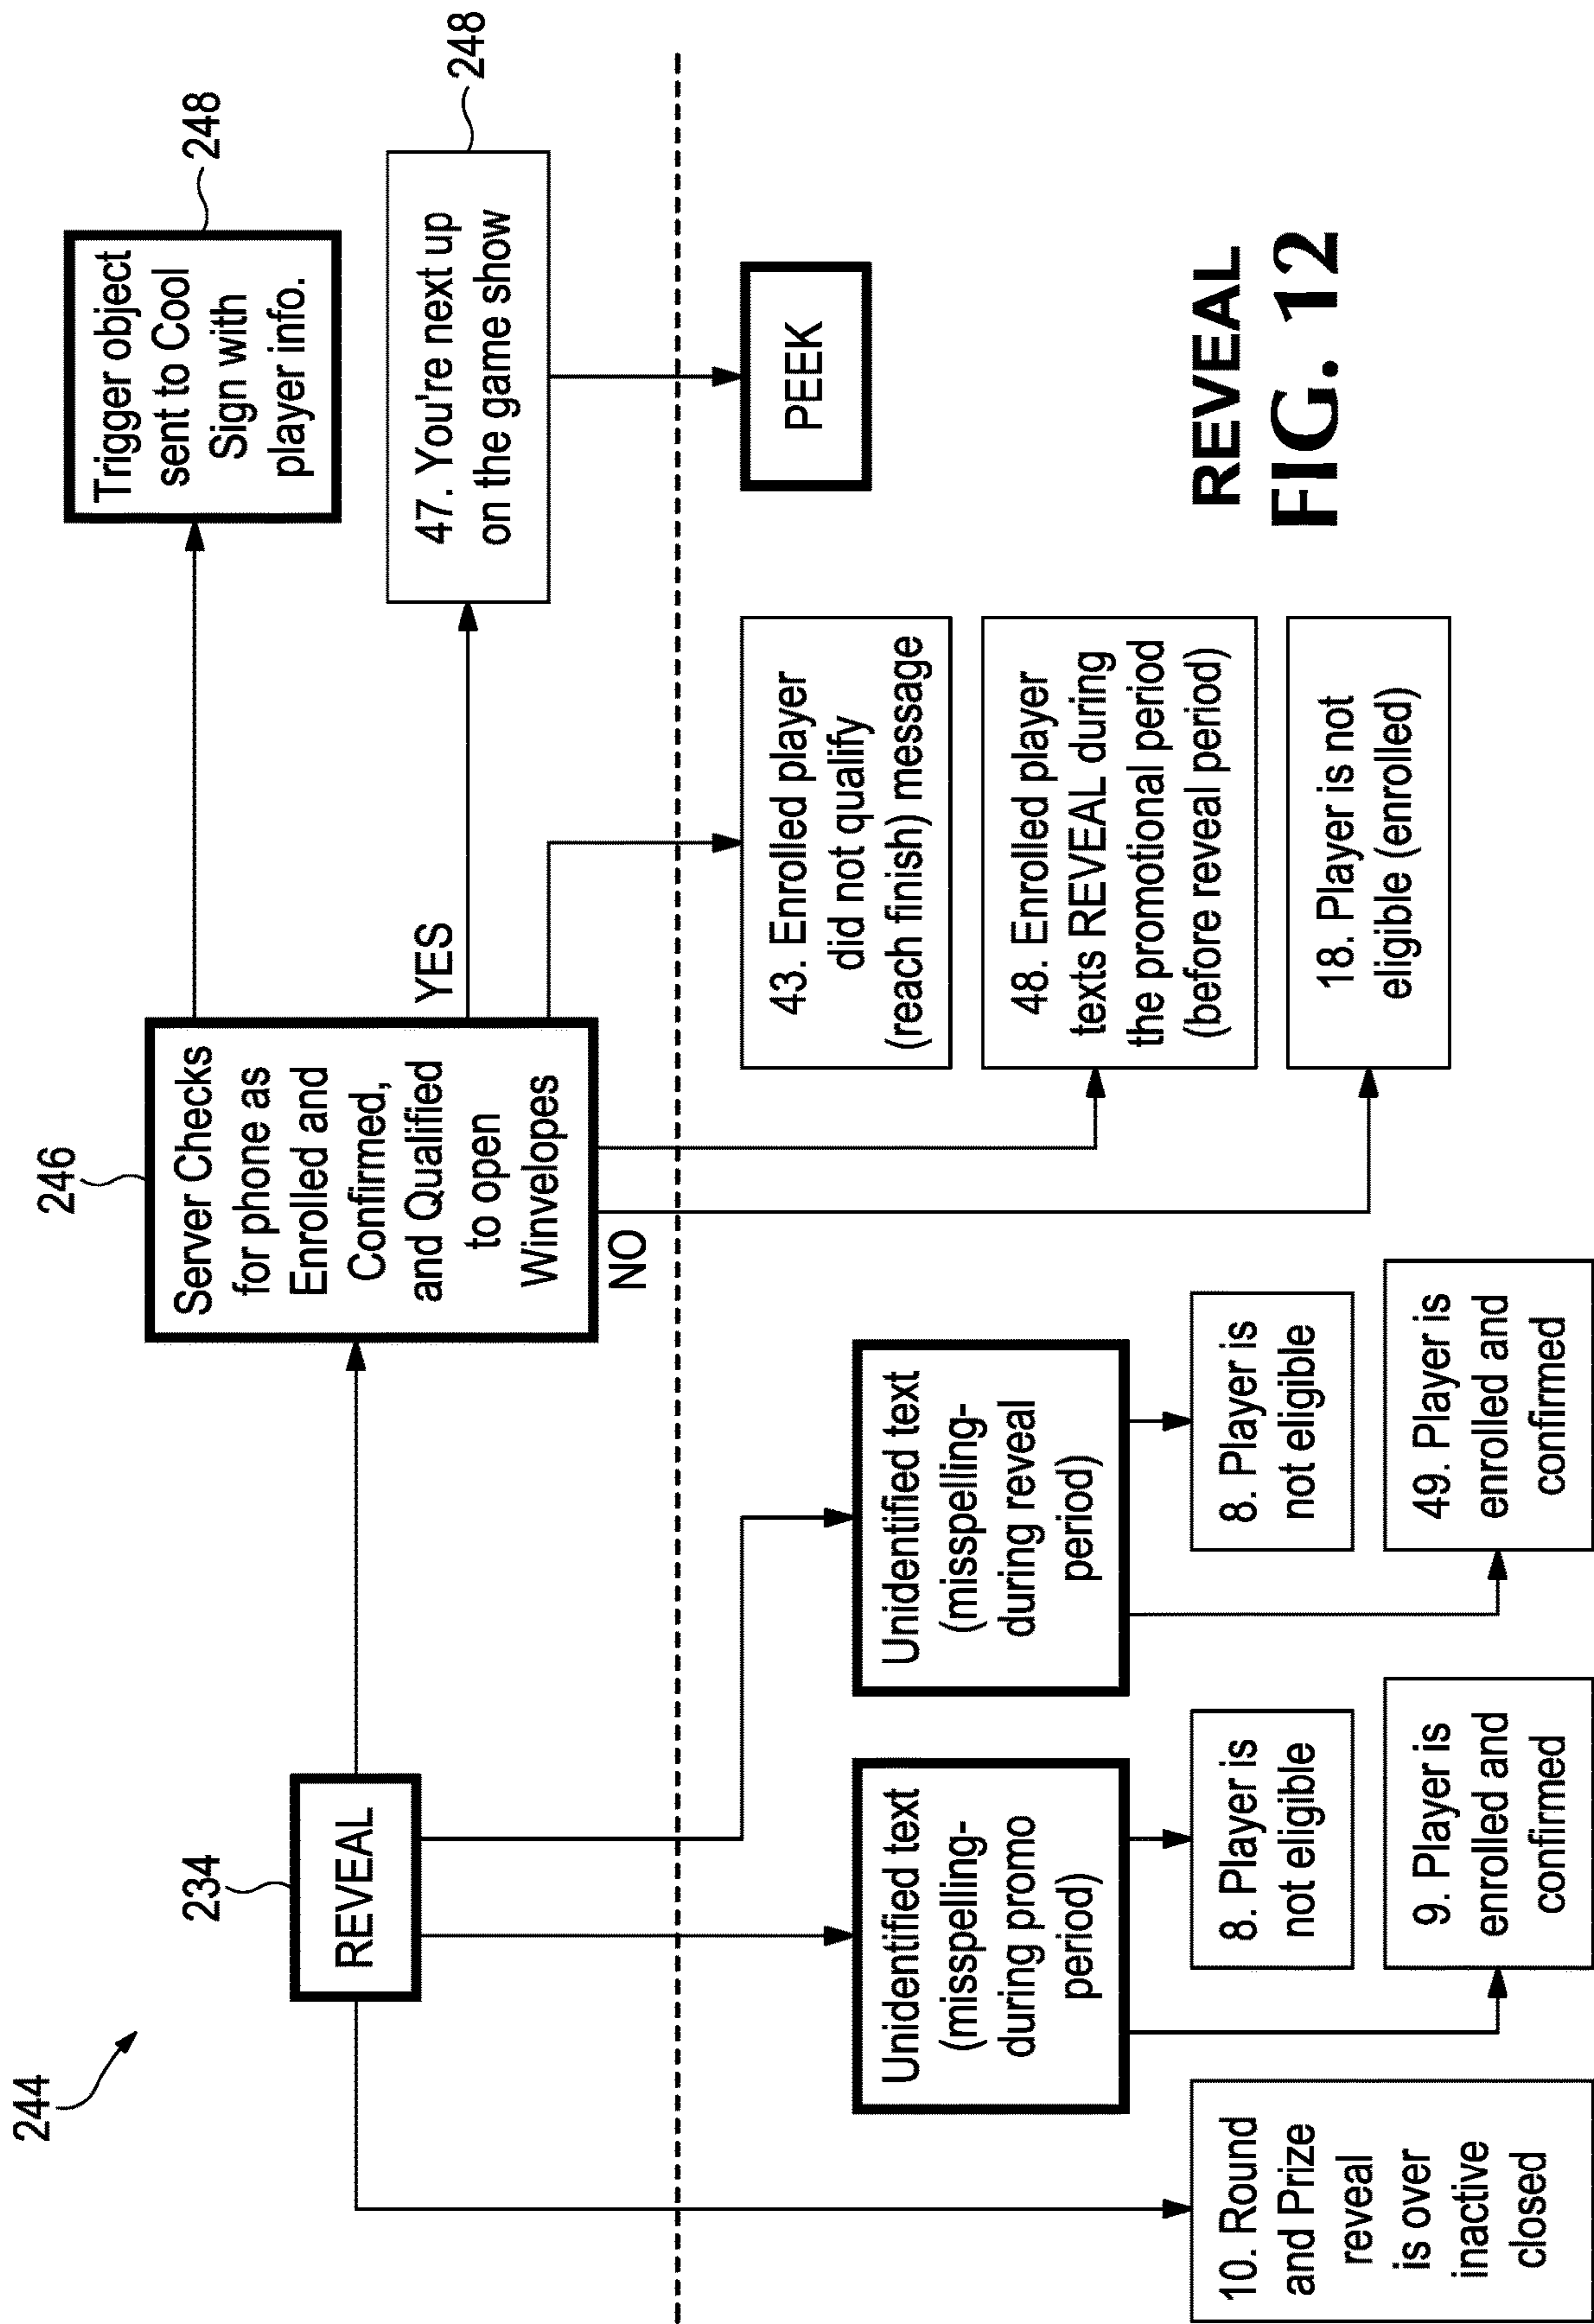 244
234
REVEAL
246
Server Checks
for phone as
Enrolled and
Confirmed,
and Qualified
to open
Winvelopes
YES
NO
248
Trigger object
sent to Cool
Sign with
player info.
248
47. You're next up
on the game show
10. Round
and Prize
reveal
is over
inactive
closed
Unidentified text
(misspelling-
during promo
period)
8. Player is
not eligible
9. Player is
enrolled and
confirmed
Unidentified text
(misspelling-
during reveal
period)
8. Player is
not eligible
49. Player is
enrolled and
confirmed
43. Enrolled player
did not qualify
(reach finish) message
48. Enrolled player
texts REVEAL during
the promotional period
(before reveal period)
18. Player is not
eligible (enrolled)
PEEK
REVEAL
FIG. 12